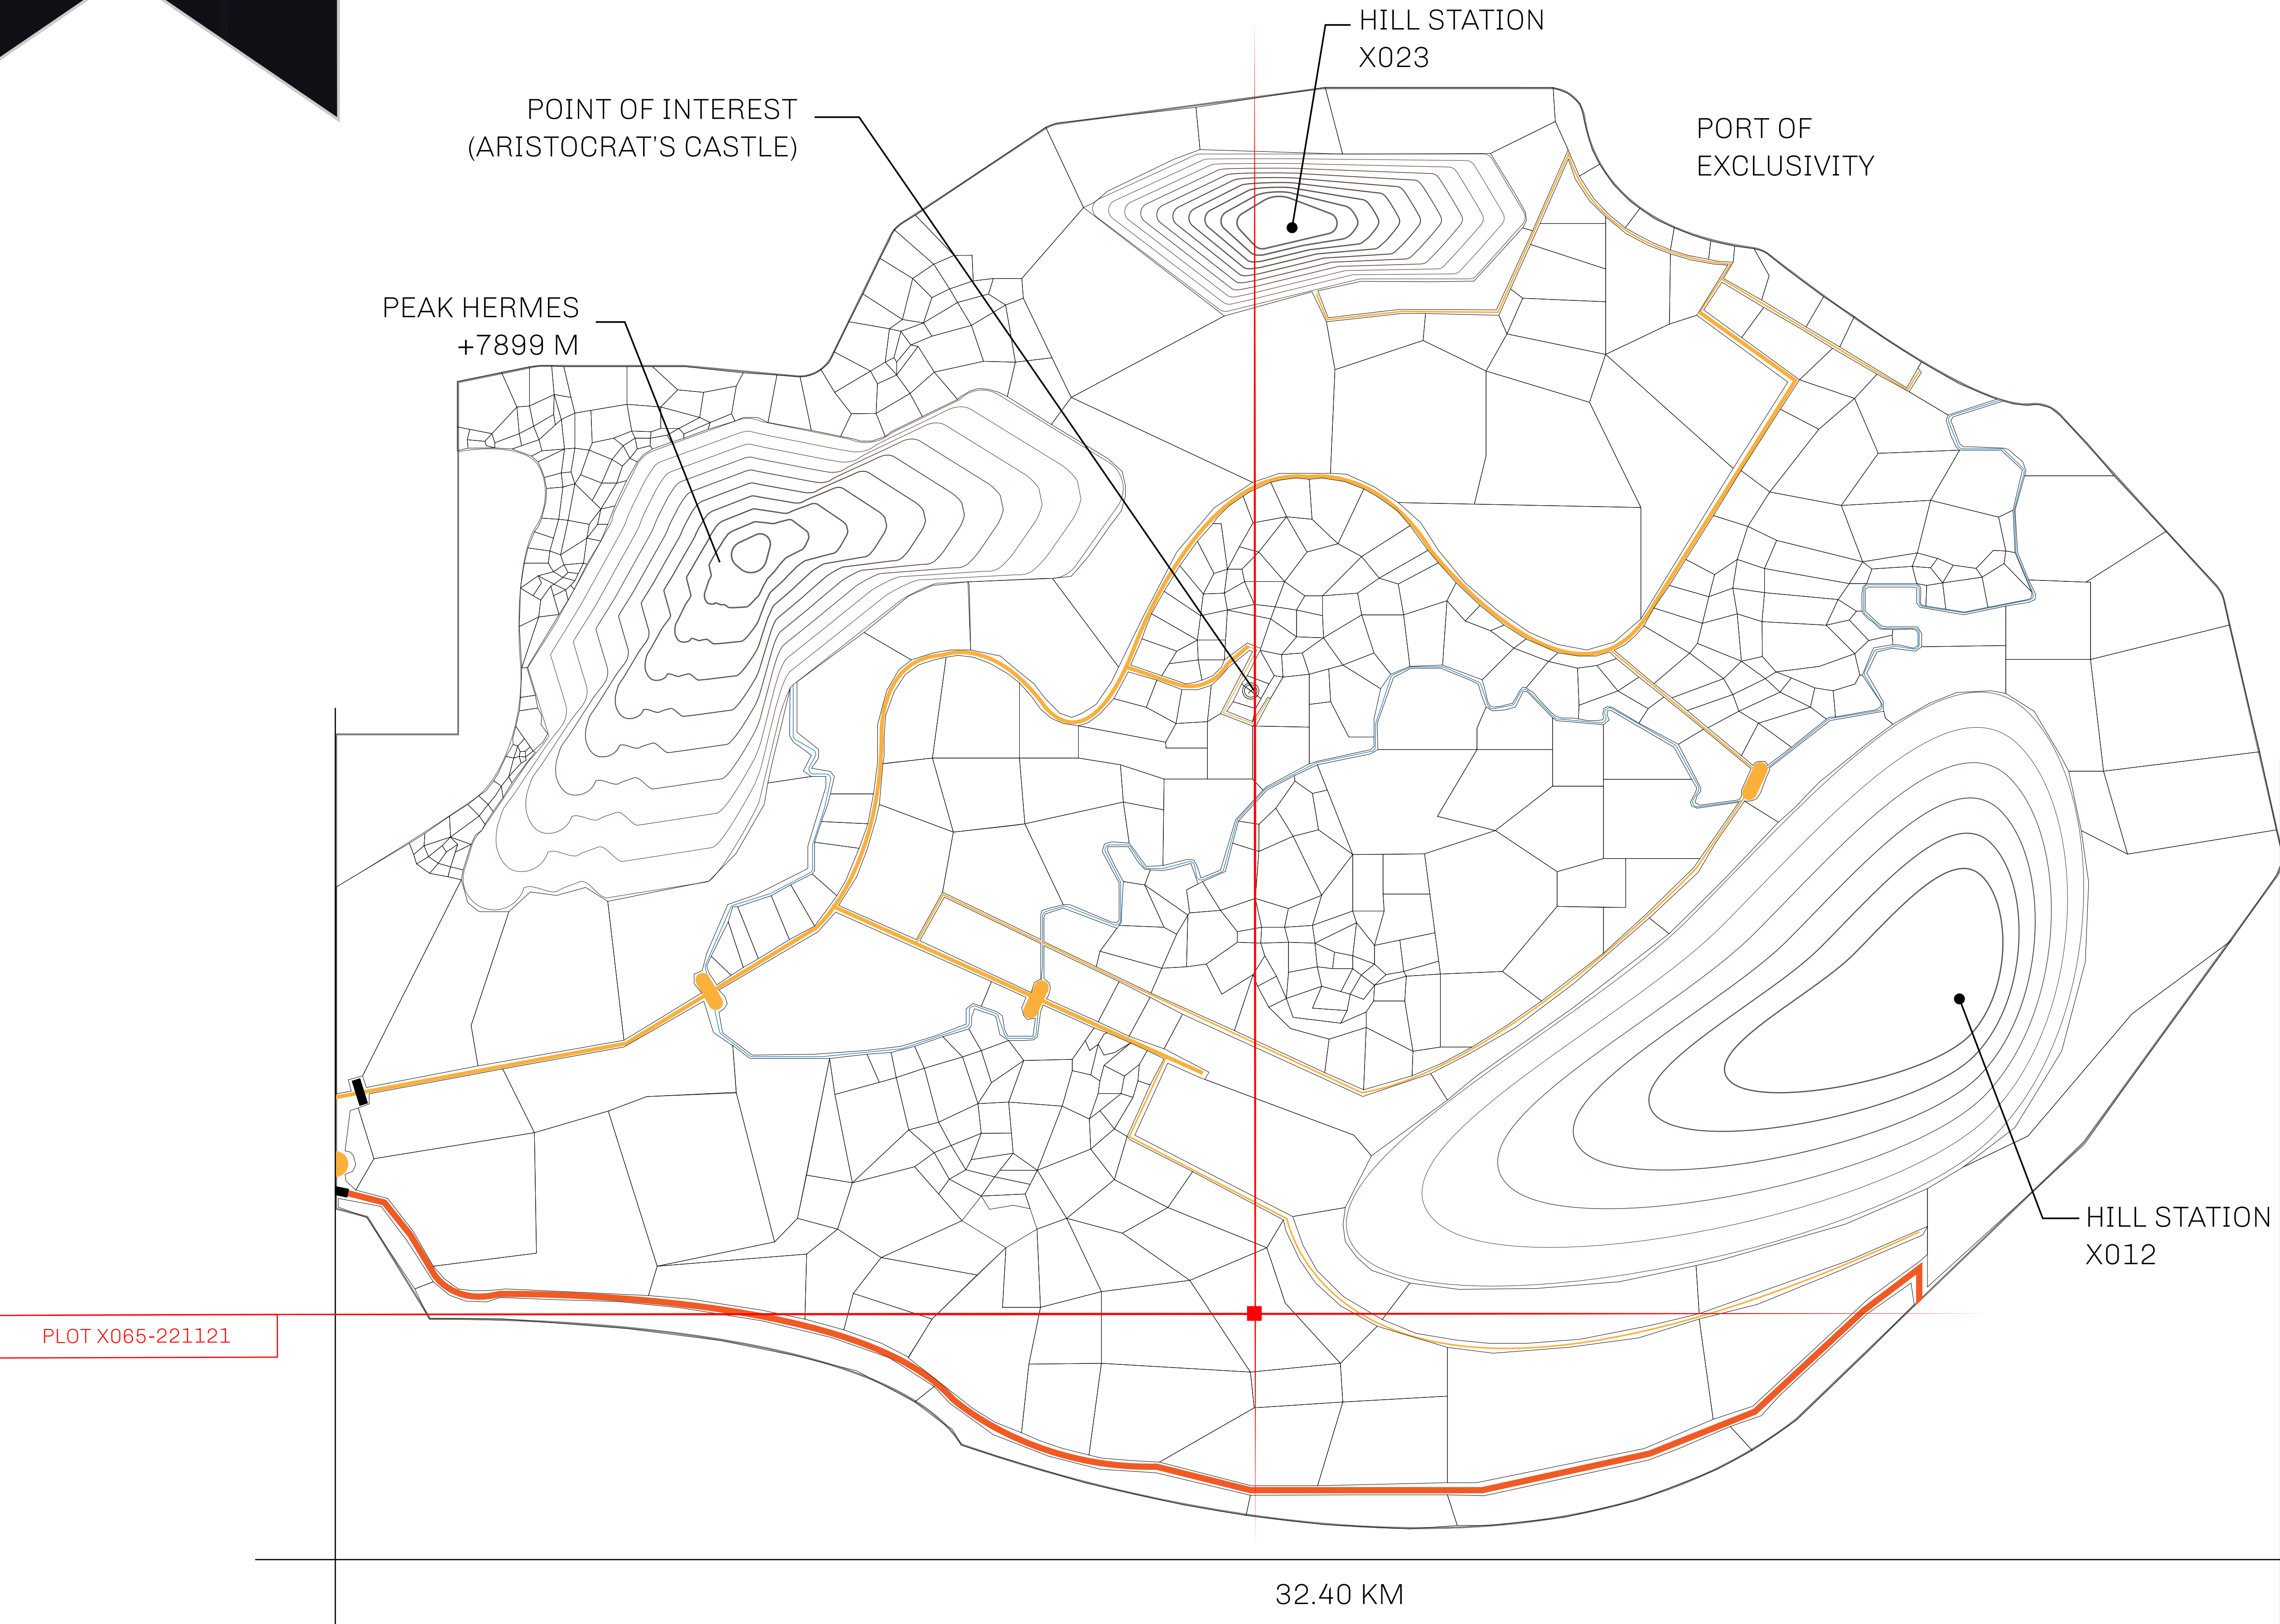 HILL STATION
X023
POINT OF INTEREST
(ARISTOCRAT'S CASTLE)
PORT OF
EXCLUSIVITY
PEAK HERMES
+7899 M
HILL STATION
X012
PLOT X065-221121
32.40 KM